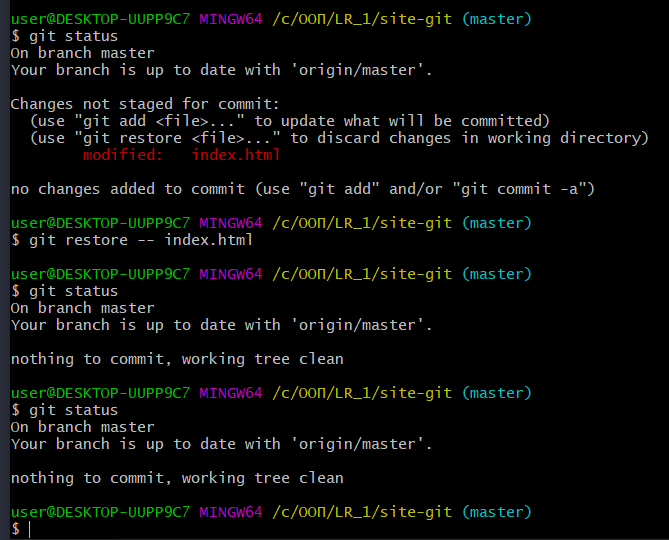 user@DESKTOP-UUPP9C7 MINGW64 /c/ООП/LR_1/site-git (master)
$ git status
On branch master
Your branch is up to date with 'origin/master'.
Changes not staged for commit:
(use "git add <file>..." to update what will be committed)
(use "git restore <file>..." to discard changes in working directory)
modified: index.html
no changes added to commit (use "git add" and/or "git commit -a")
user@DESKTOP-UUPP9C7 MINGW64 /c/ООП/LR_1/site-git (master)
$ git restore -- index.html
user@DESKTOP-UUPP9C7 MINGW64 /c/ООП/LR_1/site-git (master)
$ git status
On branch master
Your branch is up to date with 'origin/master'.
nothing to commit, working tree clean
user@DESKTOP-UUPP9C7 MINGW64 /c/ООП/LR_1/site-git (master)
$ git status
On branch master
Your branch is up to date with 'origin/master'.
nothing to commit, working tree clean
user@DESKTOP-UUPP9C7 MINGW64 /c/ООП/LR_1/site-git (master)
$